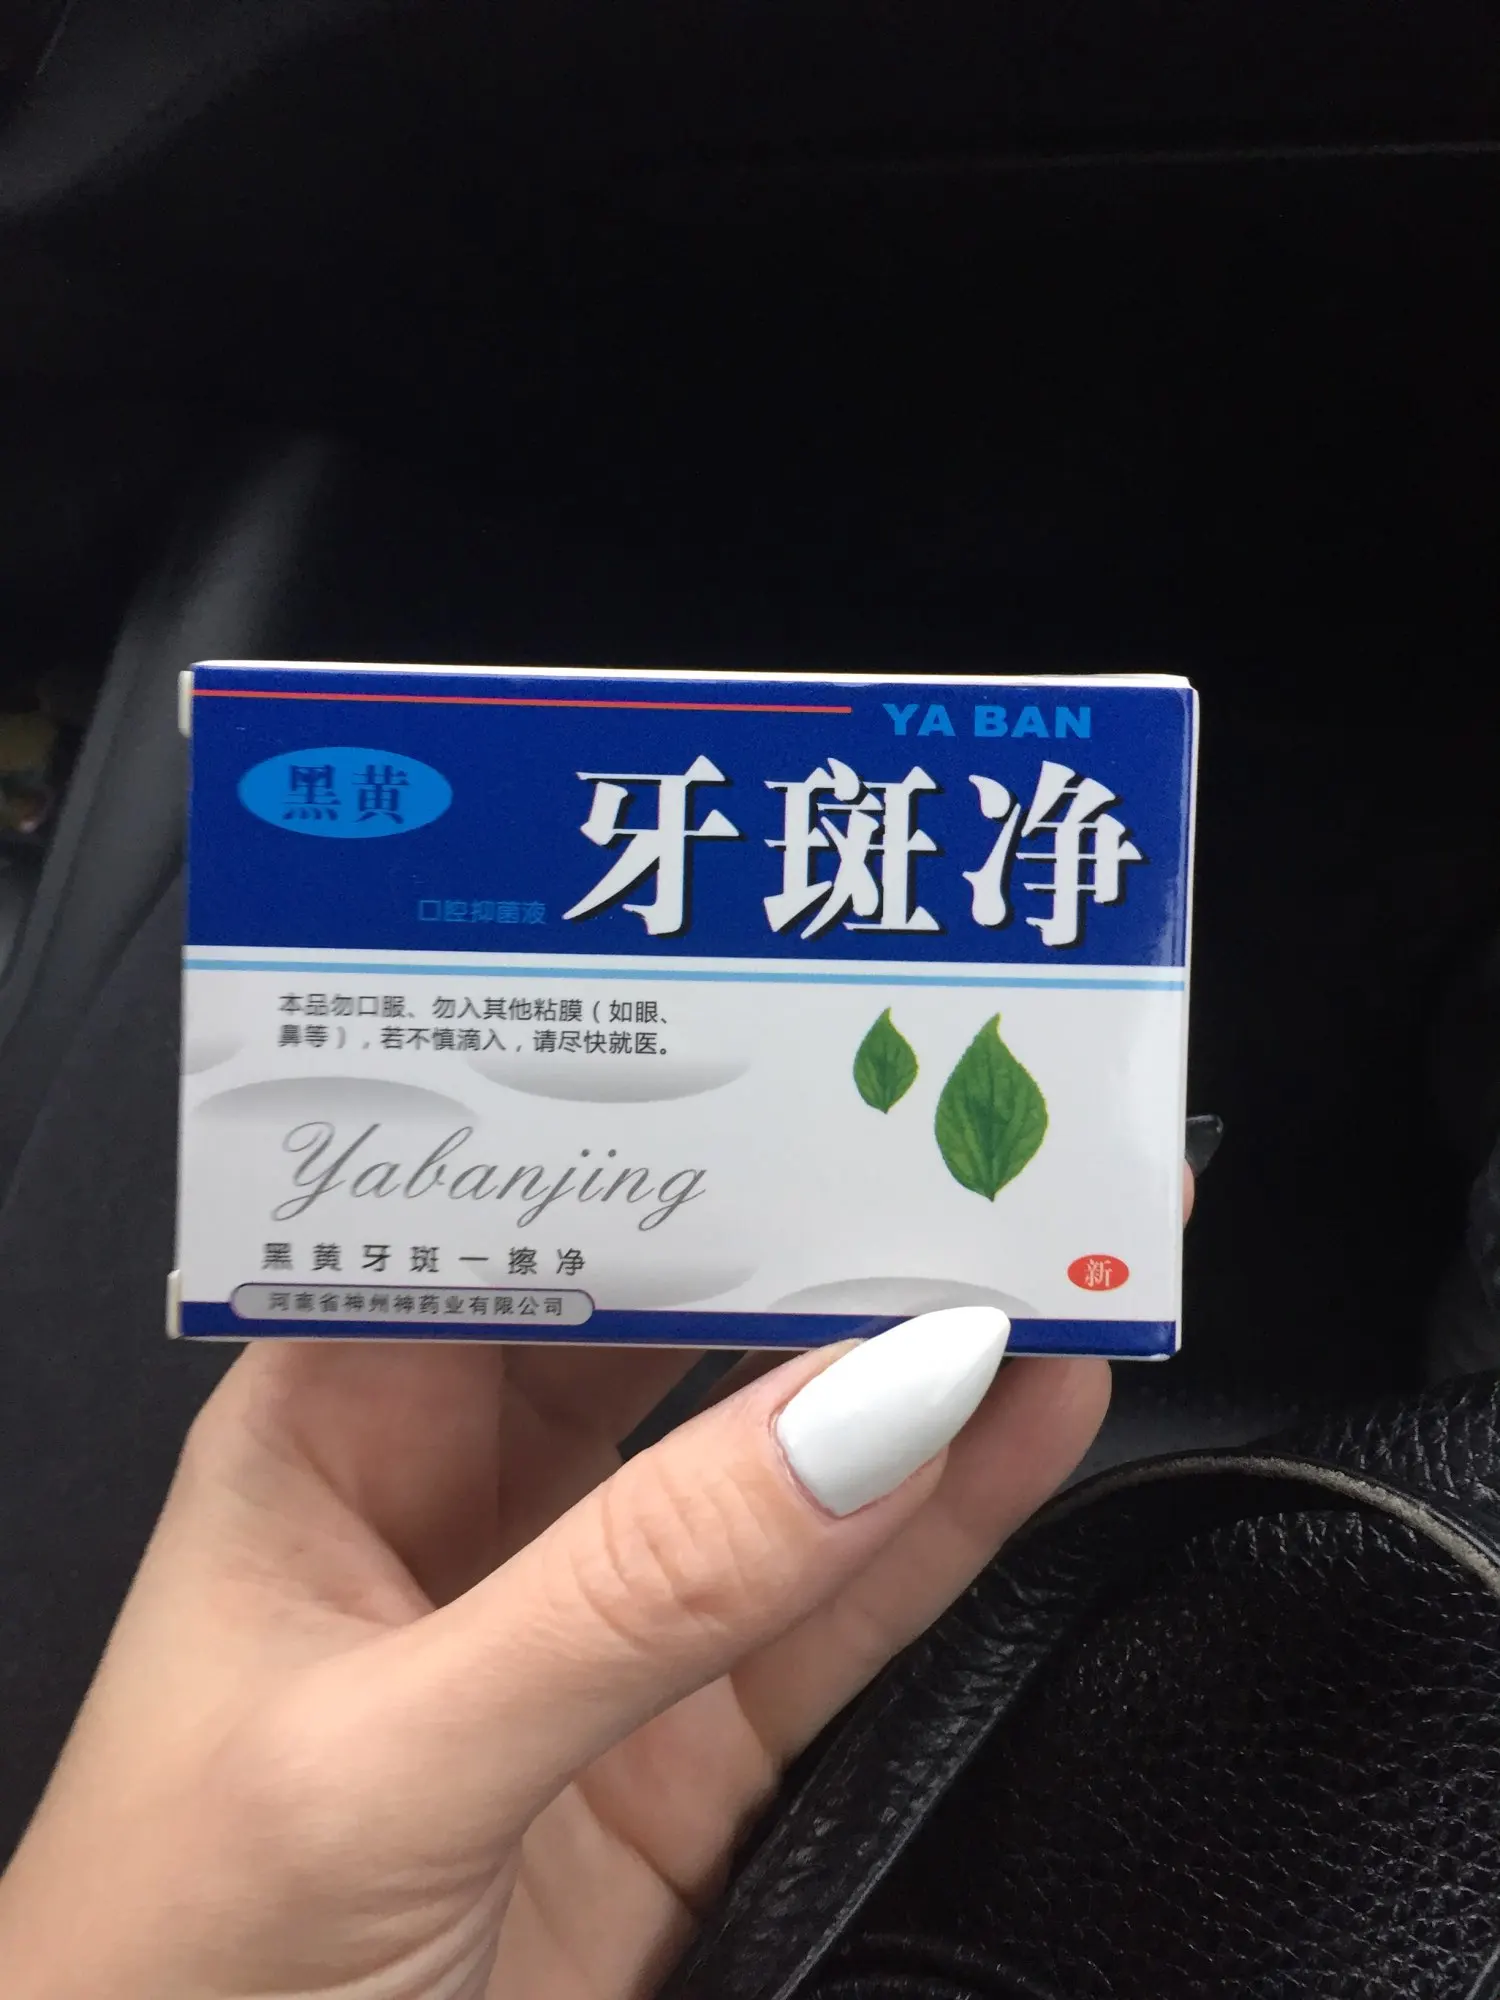 YA BAN
黑黄
牙斑净
口腔抑菌液
本品勿口服、勿入其他粘膜（如眼、
鼻等），若不慎滴入，请尽快就医。
Yabanjing
黑黄牙斑一擦净
新
河南省神州神药业有限公司